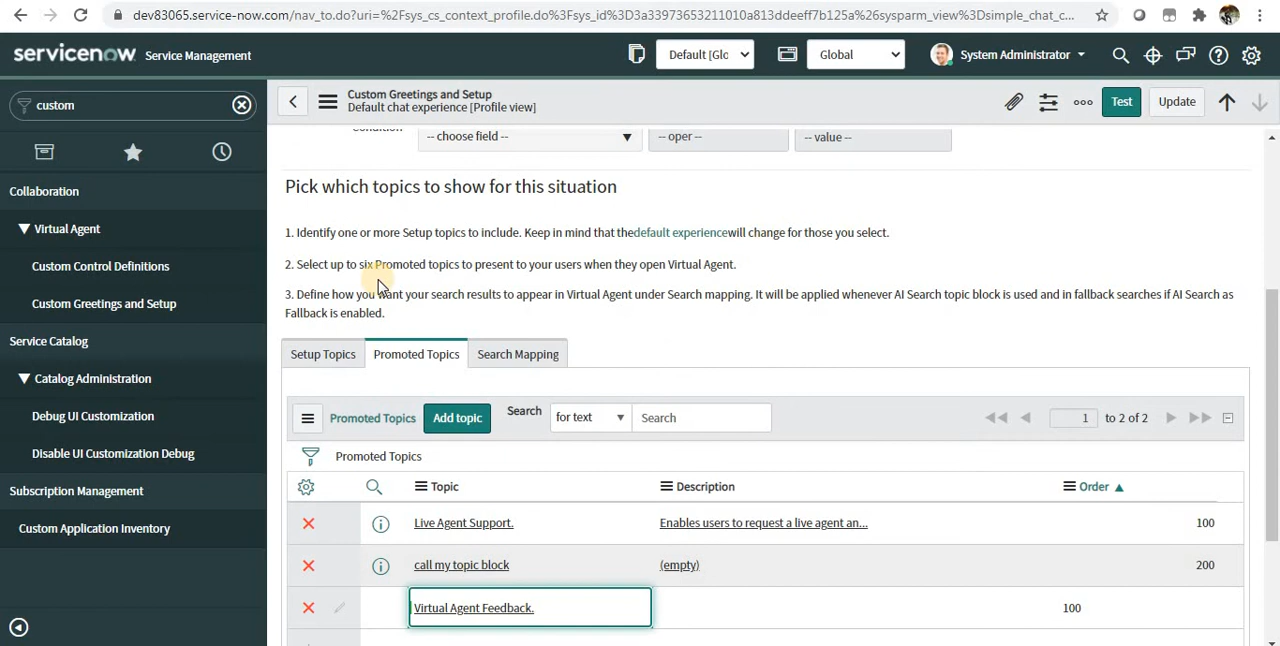 dev83065.service-now.com/nav_to.do?uri=%2Fsys_cs_context_profile.do%3Fsys_id%3D3a33973653211010a813ddeeff7b125a%26sysparm_view%3Dsimple_chat_c...
servicenow Service Management
Default [Glo
Global
System Administrator
custom
Custom Greetings and Setup
Default chat experience [Profile view]
Test
Update
Condition
-- choose field --
-- oper --
-- value --
Collaboration
Virtual Agent
Custom Control Definitions
Custom Greetings and Setup
Service Catalog
Catalog Administration
Debug UI Customization
Disable UI Customization Debug
Subscription Management
Custom Application Inventory
Pick which topics to show for this situation
1. Identify one or more Setup topics to include. Keep in mind that thedefault experiencewill change for those you select.
2. Select up to six Promoted topics to present to your users when they open Virtual Agent.
3. Define how you want your search results to appear in Virtual Agent under Search mapping. It will be applied whenever AI Search topic block is used and in fallback searches if AI Search as
Fallback is enabled.
Setup Topics
Promoted Topics
Search Mapping
Promoted Topics
Add topic
Search
for text
Search
1
to 2 of 2
Promoted Topics
Topic
Description
Order
Live Agent Support.
Enables users to request a live agent an...
100
call my topic block
(empty)
200
Virtual Agent Feedback.
100